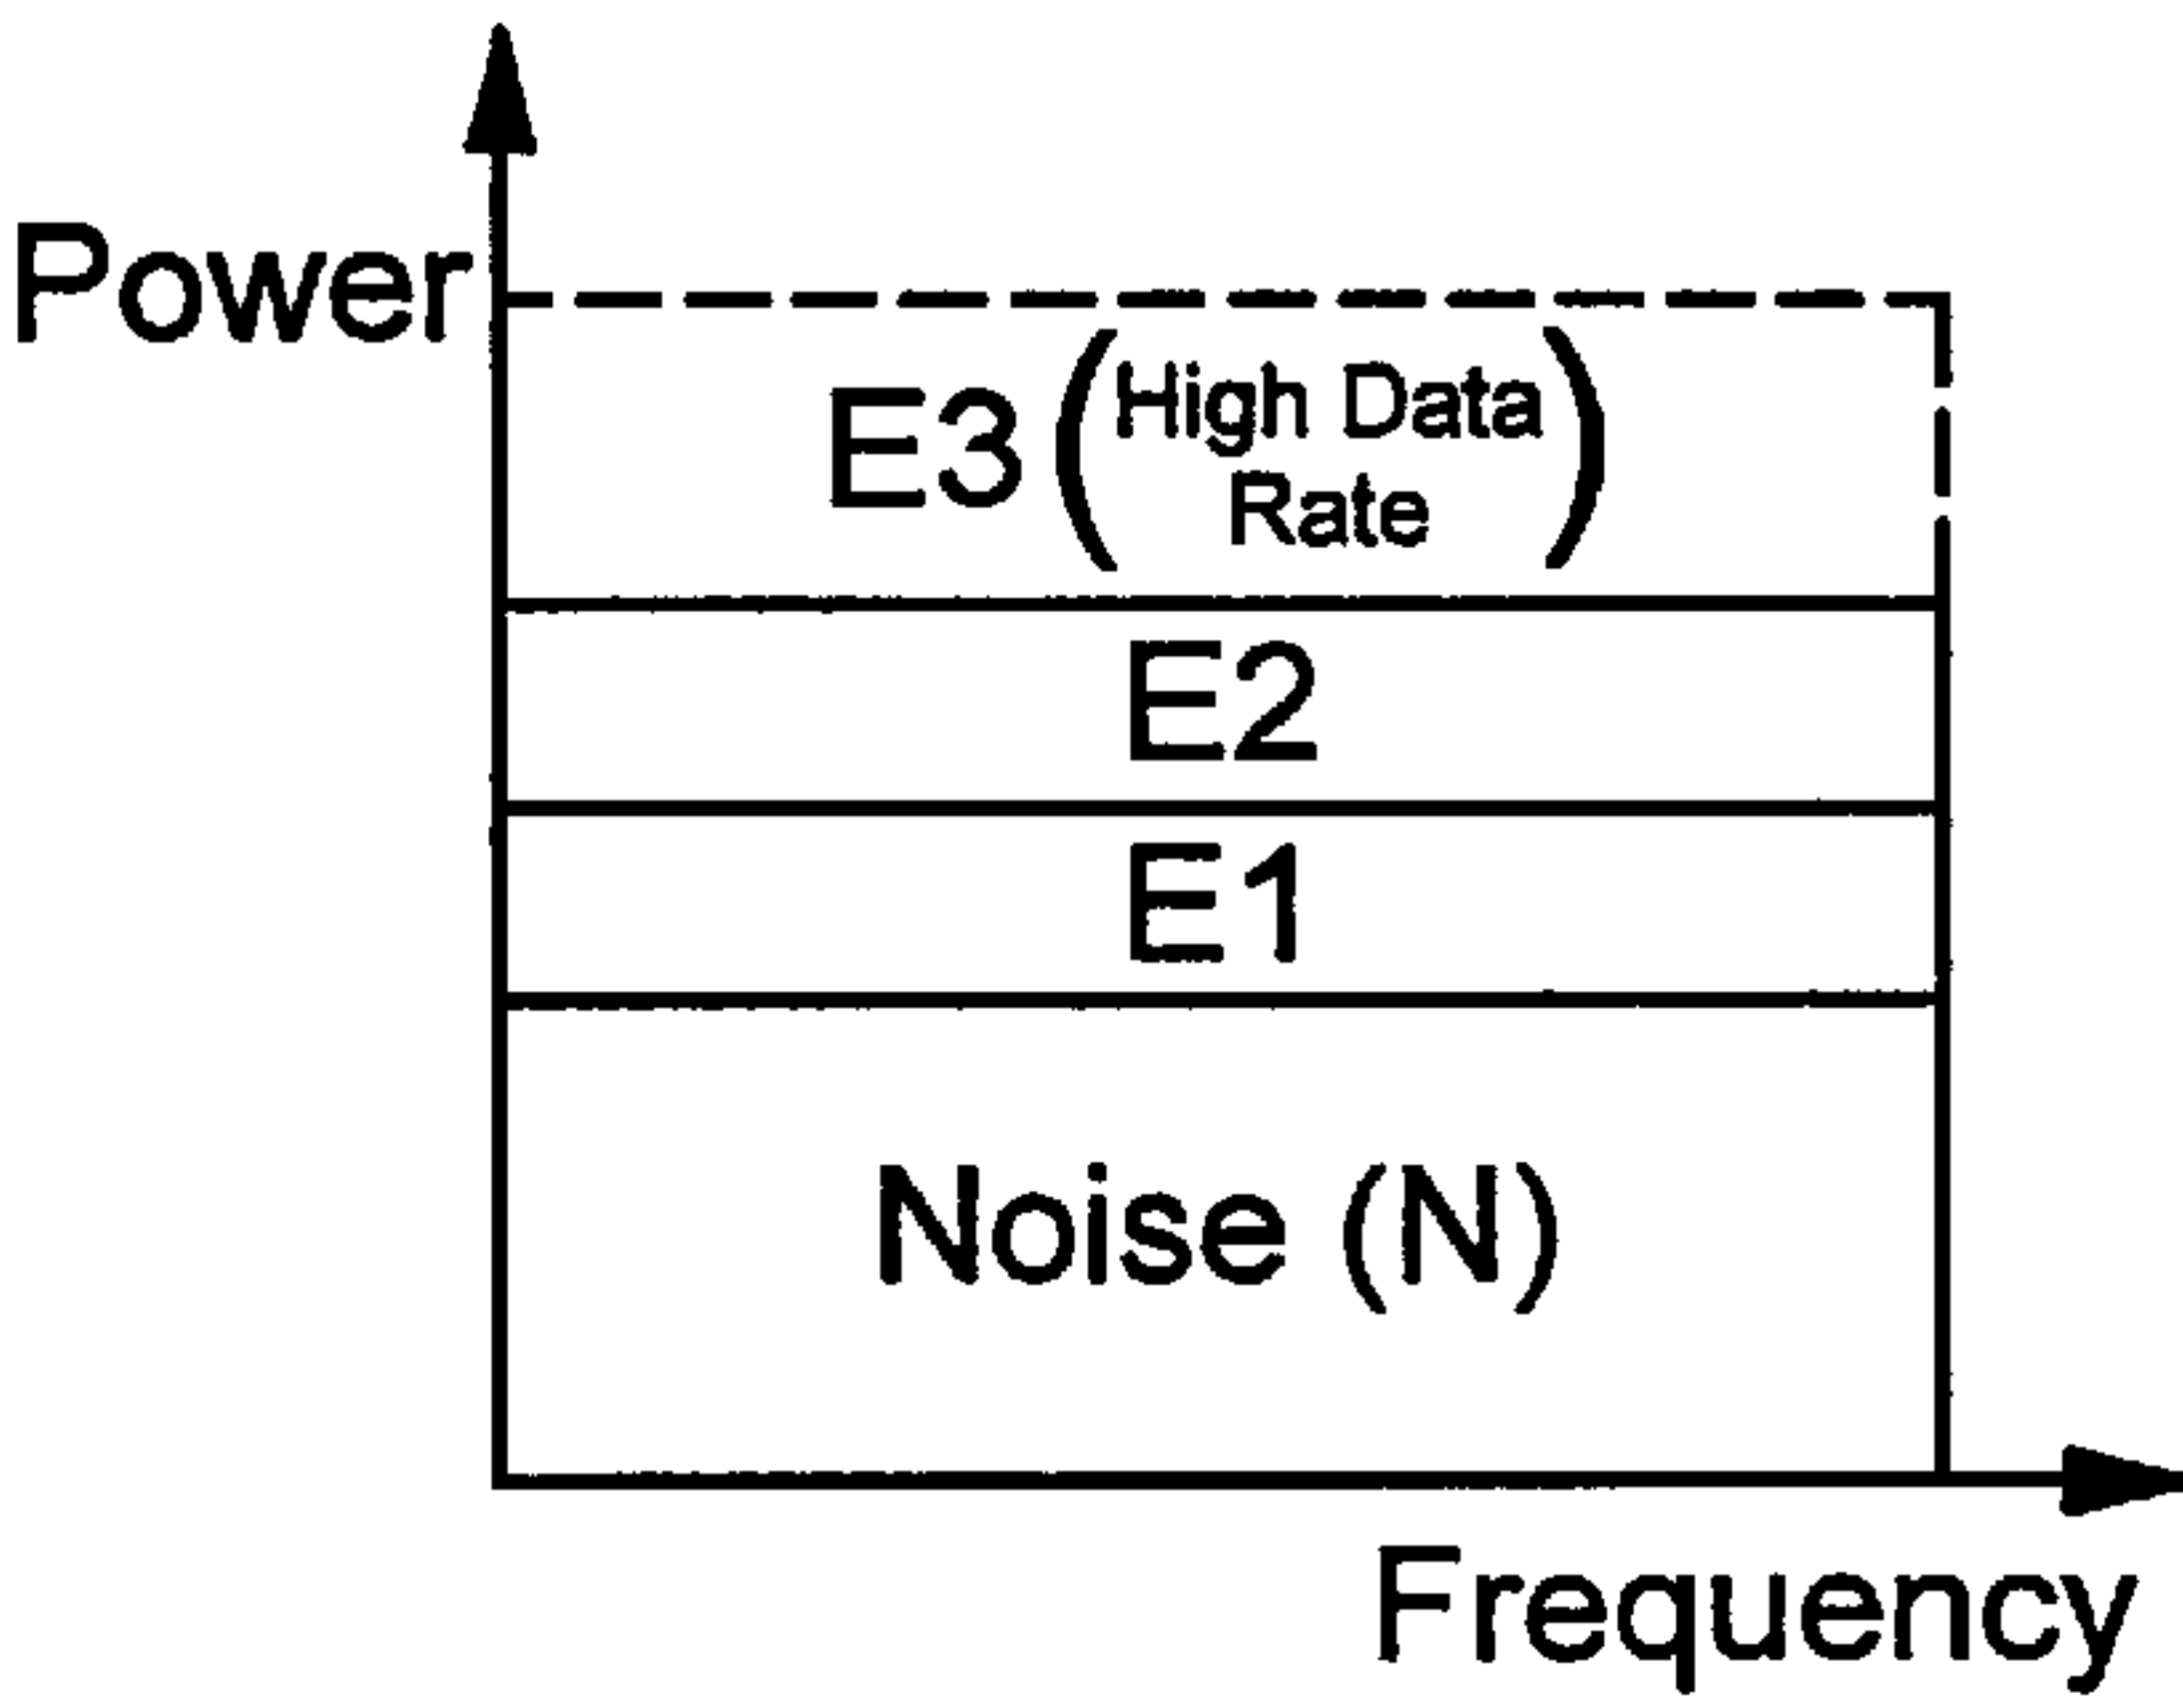 Power
E3 (High Data
Rate)
E2
E1
Noise (N)
Frequency